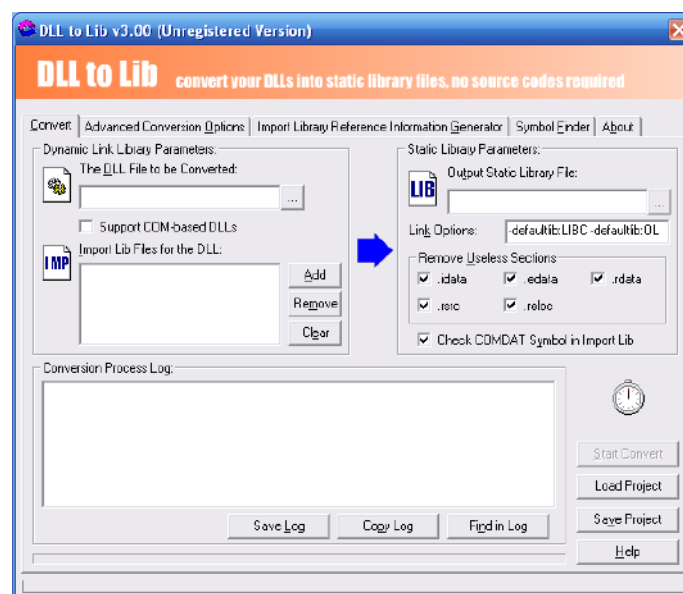 DLL to Lib v3.00 (Unregistered Version)
DLL to Lib convert your DLLs into static library files, no source codes required
Convert Advanced Conversion Options Import Library Reference Information Generator Symbol Finder About
Dynamic Link Library Parameters:
The DLL File to be Converted:
...
Support COM-based DLLs
IMP
Import Lib Files for the DLL:
Add
Remove
Clear
Static Library Parameters:
LIB
Output Static Library File:
...
Link Options: -defaultlib:LIBC -defaultlib:OL
Remove Useless Sections
.idata .edata .rdata
.rsrc .reloc
Check COMDAT Symbol in Import Lib
Conversion Process Log:
Save Log Copy Log Find in Log
Start Convert
Load Project
Save Project
Help